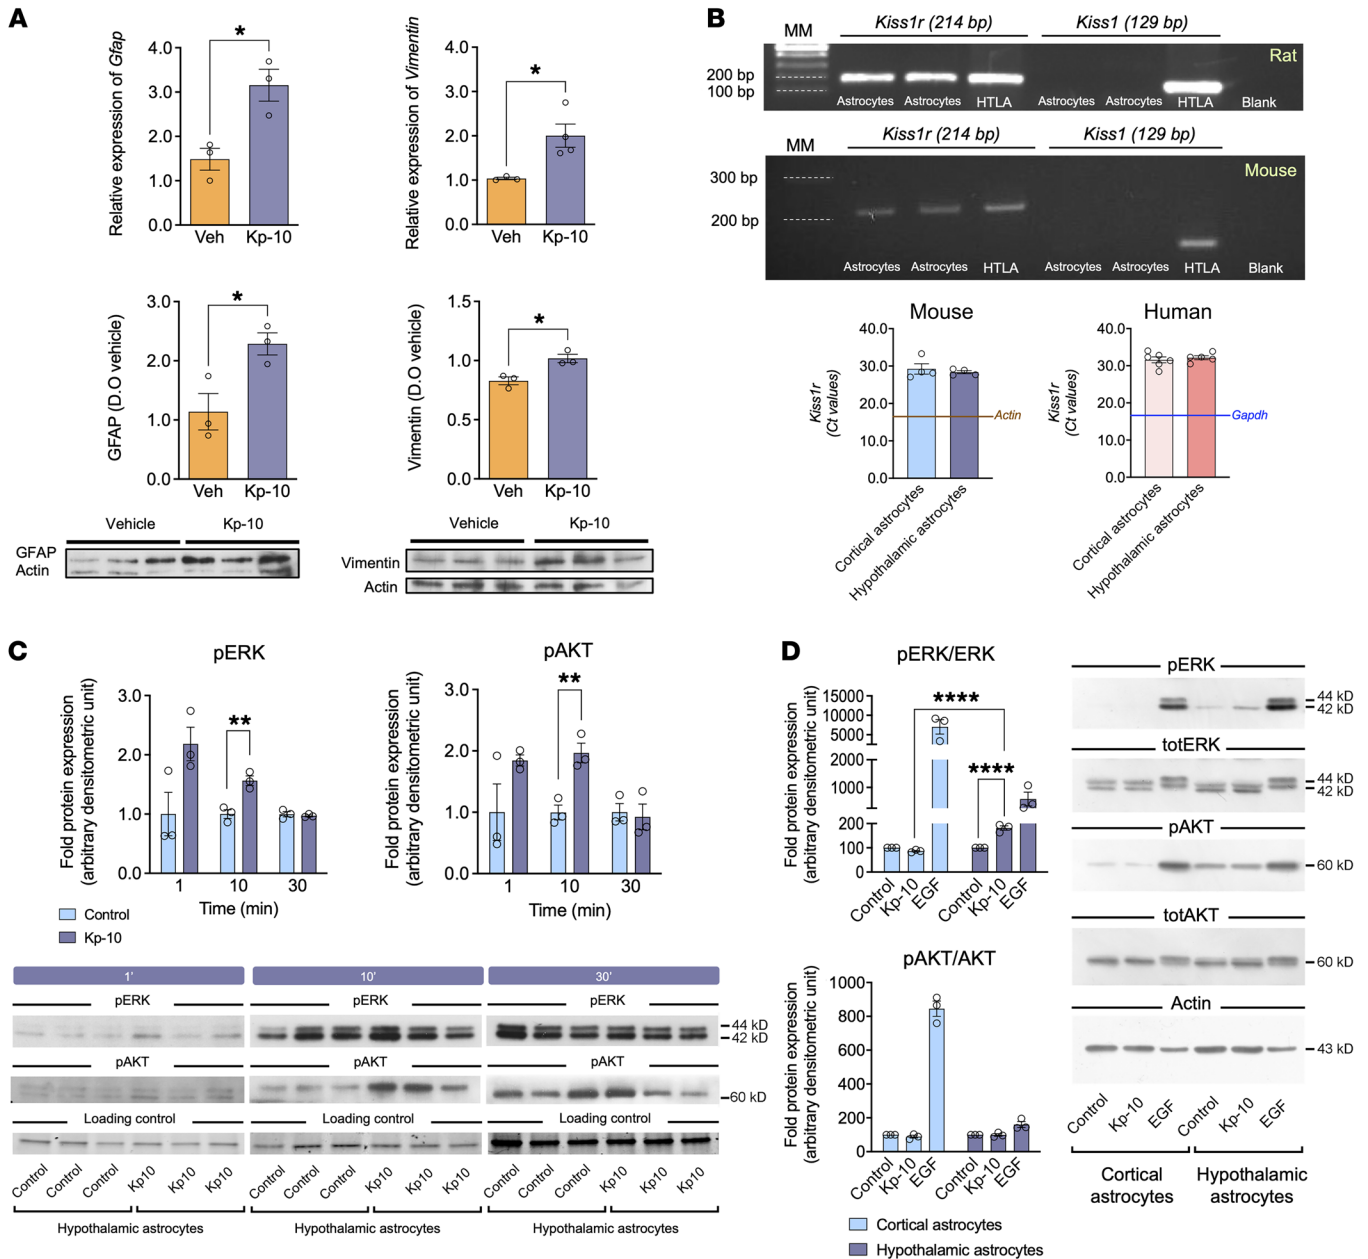 A
Relative expression of Gfap
4.0
3.0
2.0
1.0
0.0
*
Veh Kp-10
Relative expression of Vimentin
4.0
3.0
2.0
1.0
0.0
*
Veh Kp-10
GFAP (D.O vehicle)
3.0
2.0
1.0
0.0
*
Veh Kp-10
Vimentin (D.O vehicle)
1.5
1.0
0.5
0.0
*
Veh Kp-10
Vehicle Kp-10
GFAP
Actin
Vehicle Kp-10
Vimentin
Actin
B
MM Kiss1r (214 bp) Kiss1 (129 bp)
Rat
200 bp
100 bp
Astrocytes Astrocytes HTLA Astrocytes Astrocytes HTLA Blank
MM Kiss1r (214 bp) Kiss1 (129 bp)
Mouse
300 bp
200 bp
Astrocytes Astrocytes HTLA Astrocytes Astrocytes HTLA Blank
Mouse
Kiss1r
(Ct values)
40.0
30.0
20.0
10.0
0.0
Actin
Cortical astrocytes
Hypothalamic astrocytes
Human
Kiss1r
(Ct values)
40.0
30.0
20.0
10.0
0.0
Gapdh
Cortical astrocytes
Hypothalamic astrocytes
C
pERK
Fold protein expression
(arbitrary densitometric unit)
3.0
2.0
1.0
0.0
**
1 10 30
Time (min)
Control
Kp-10
pAKT
Fold protein expression
(arbitrary densitometric unit)
3.0
2.0
1.0
0.0
**
1 10 30
Time (min)
1' 10' 30'
pERK pERK pERK
44 kD
42 kD
pAKT pAKT pAKT
60 kD
Loading control Loading control Loading control
Control Control Control Kp10 Kp10 Kp10 Control Control Control Kp10 Kp10 Kp10 Control Control Control Kp10 Kp10 Kp10
Hypothalamic astrocytes Hypothalamic astrocytes Hypothalamic astrocytes
D
pERK/ERK
Fold protein expression
(arbitrary densitometric unit)
15000
10000
5000
2000
1000
200
100
0
****
****
Control Kp-10 EGF Control Kp-10 EGF
pAKT/AKT
Fold protein expression
(arbitrary densitometric unit)
1000
800
600
400
200
0
Control Kp-10 EGF Control Kp-10 EGF
Cortical astrocytes
Hypothalamic astrocytes
pERK
44 kD
42 kD
totERK
44 kD
42 kD
pAKT
60 kD
totAKT
60 kD
Actin
43 kD
Control Kp-10 EGF Control Kp-10 EGF
Cortical
astrocytes
Hypothalamic
astrocytes